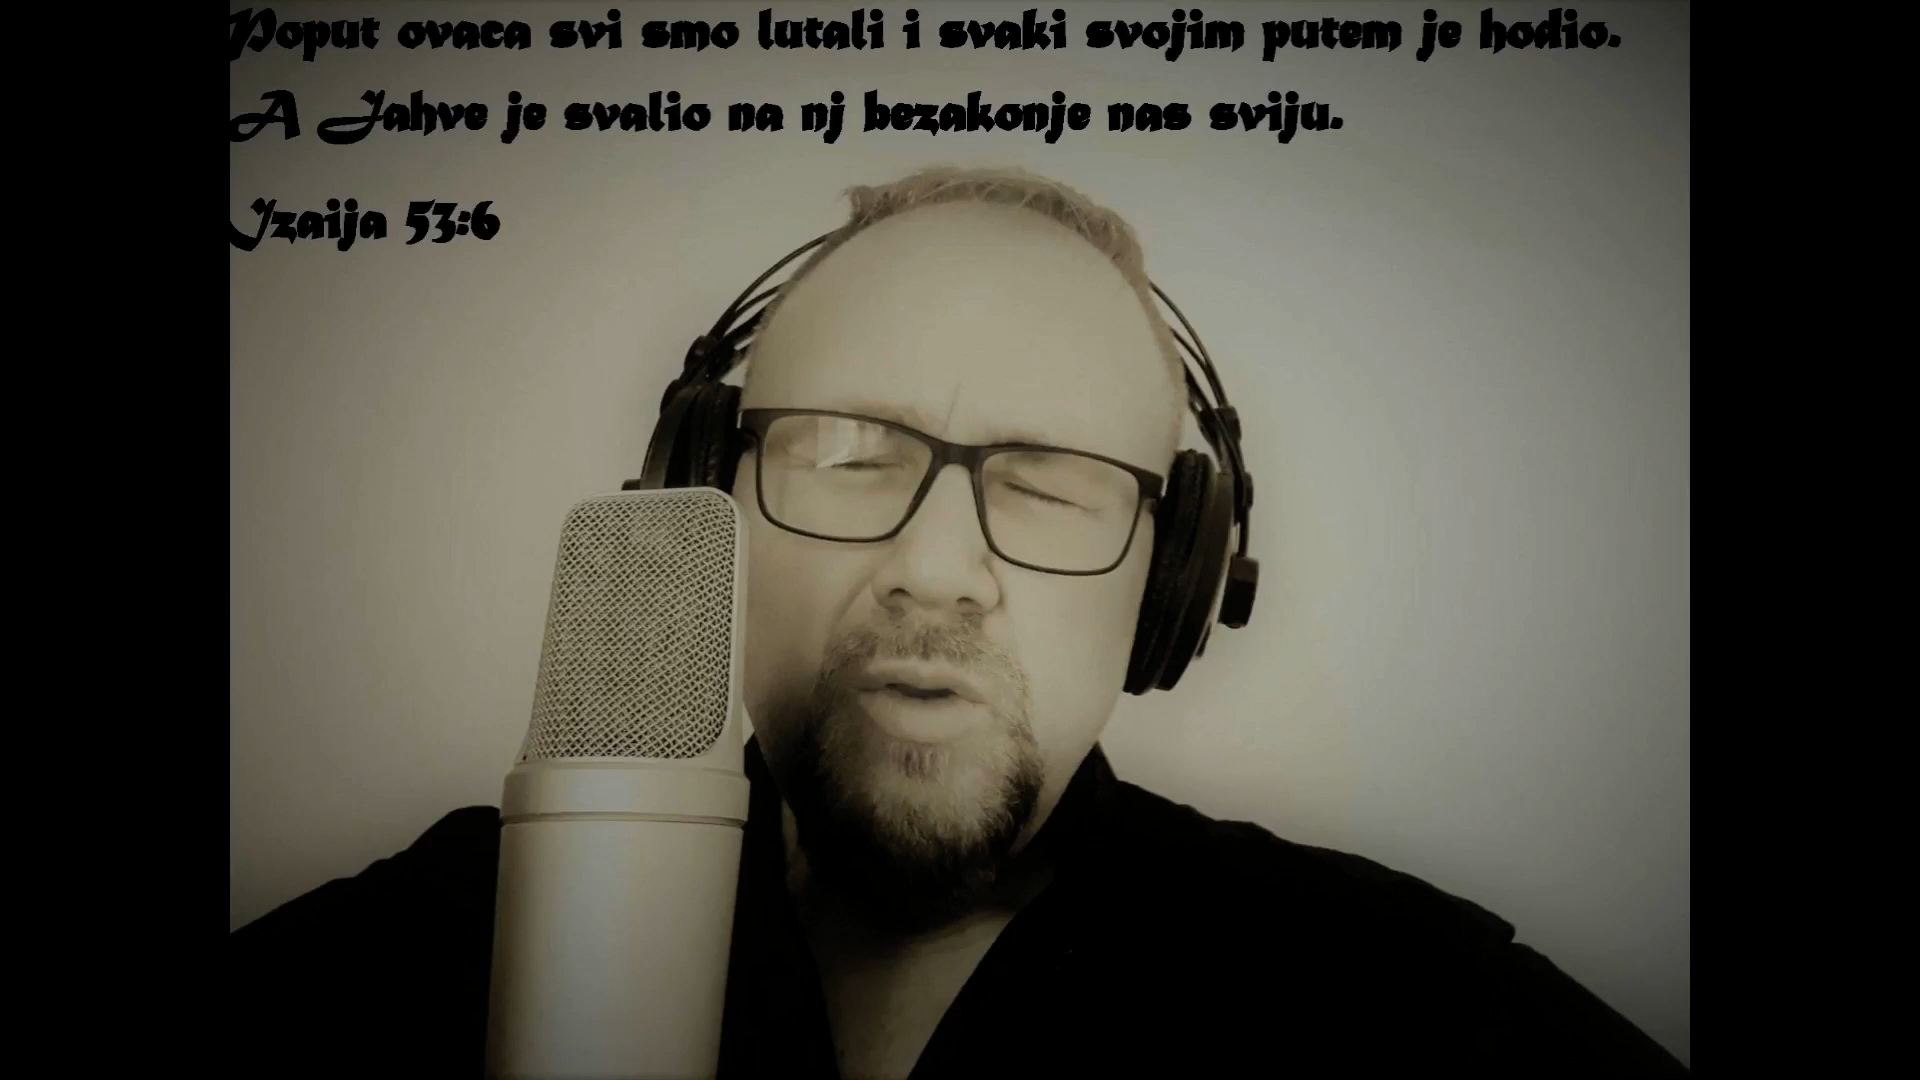 Poput ovaca svi smo lutali i svaki svojim putem je hodio.
A Jahve je svalio na nj bezakonje nas sviju.
Izaija 53:6